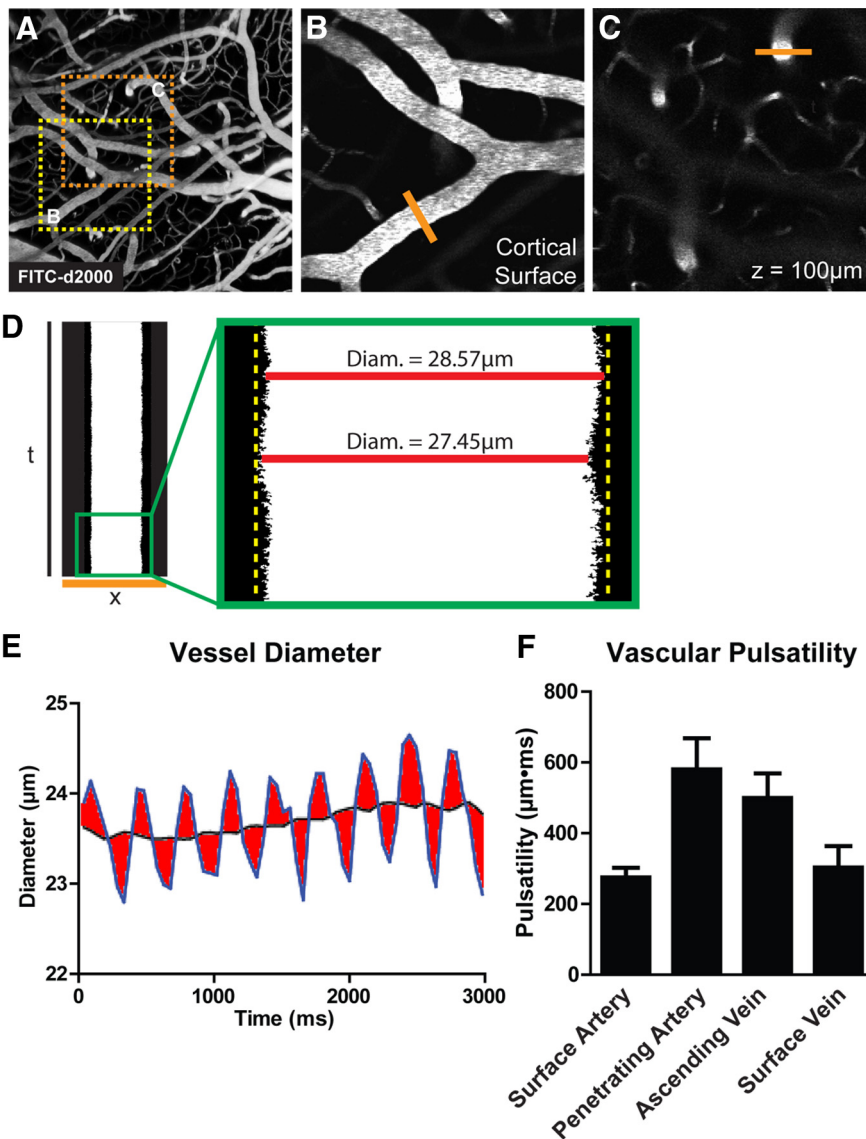 A
C
B
FITC-d2000
B
Cortical
Surface
C
z = 100µm
D
t
x
Diam. = 28.57µm
Diam. = 27.45µm
E
Vessel Diameter
Diameter (µm)
25
24
23
22
0
1000
2000
3000
Time (ms)
F
Vascular Pulsatility
Pulsatility (µm•ms)
800
600
400
200
0
Surface Artery
Penetrating Artery
Ascending Vein
Surface Vein